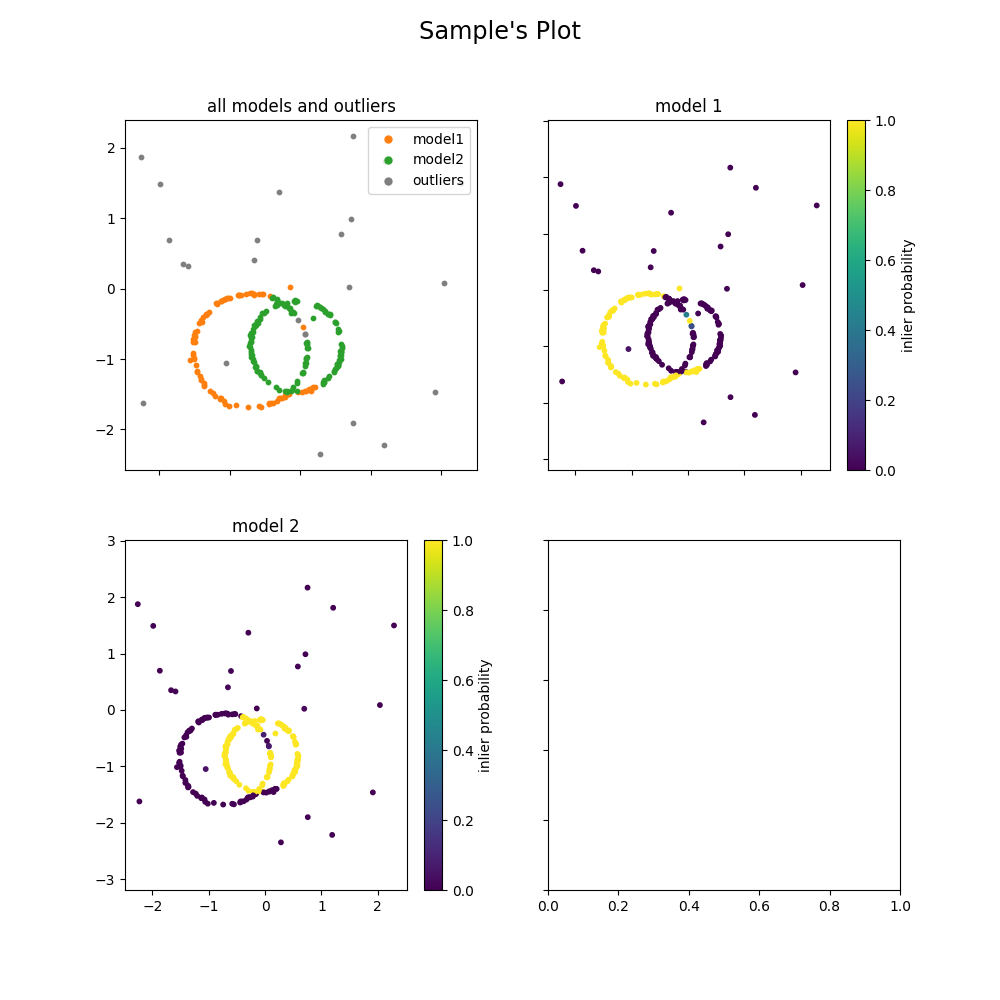 Sample's Plot
all models and outliers
model1
model2
outliers
2
1
0
−1
−2
model 1
1.0
0.8
0.6
0.4
0.2
0.0
inlier probability
model 2
3
2
1
0
−1
−2
−3
−2 −1 0 1 2
1.0
0.8
0.6
0.4
0.2
0.0
inlier probability
0.0 0.2 0.4 0.6 0.8 1.0